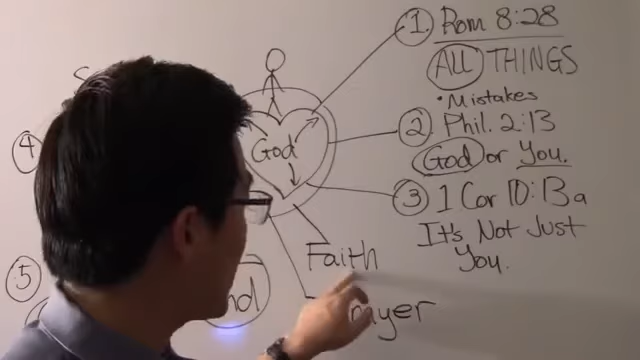 1 Rom 8:28
ALL THINGS
• Mistakes
2 Phil. 2:13
God or You.
3 1 Cor 10:13a
It's Not Just
You.
God
Faith
4
5